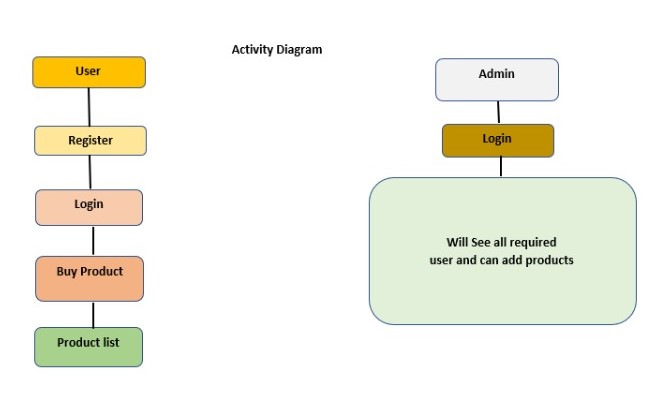 Activity Diagram
User
Register
Login
Buy Product
Product list
Admin
Login
Will See all required
user and can add products